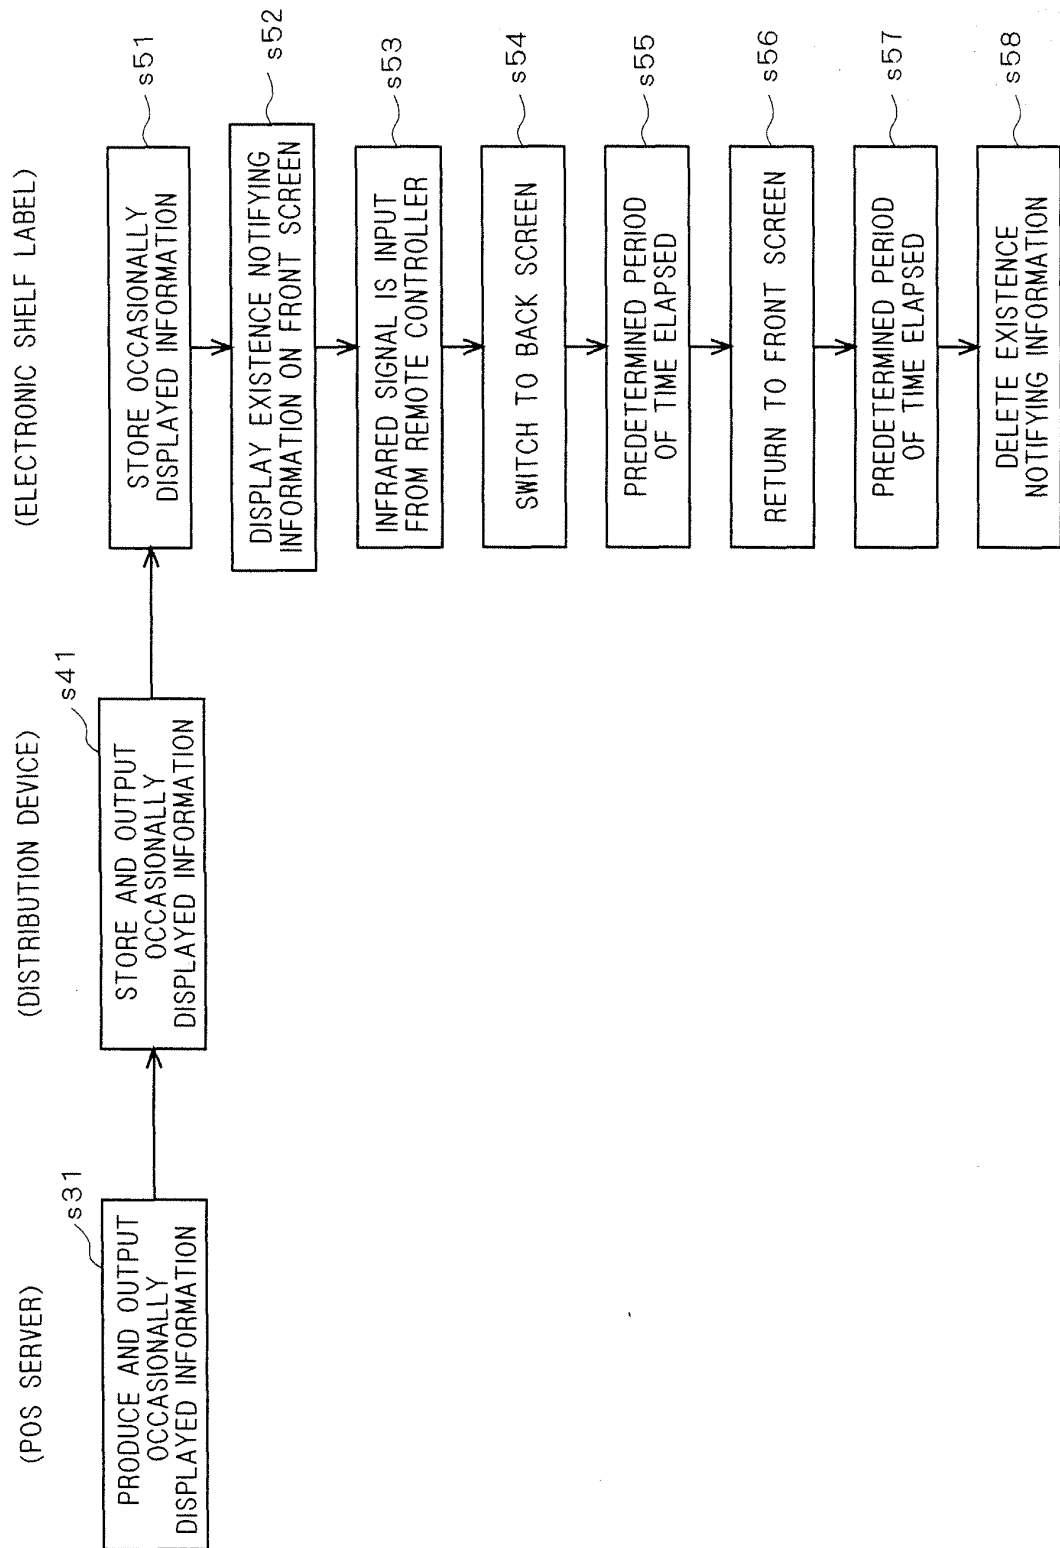 (POS SERVER)
s31
PRODUCE AND OUTPUT
OCCASIONALLY
DISPLAYED INFORMATION
(DISTRIBUTION DEVICE)
s41
STORE AND OUTPUT
OCCASIONALLY
DISPLAYED INFORMATION
(ELECTRONIC SHELF LABEL)
STORE OCCASIONALLY
DISPLAYED INFORMATION
s51
DISPLAY EXISTENCE NOTIFYING
INFORMATION ON FRONT SCREEN
s52
INFRARED SIGNAL IS INPUT
FROM REMOTE CONTROLLER
s53
SWITCH TO BACK SCREEN
s54
PREDETERMINED PERIOD
OF TIME ELAPSED
s55
RETURN TO FRONT SCREEN
s56
PREDETERMINED PERIOD
OF TIME ELAPSED
s57
DELETE EXISTENCE
NOTIFYING INFORMATION
s58